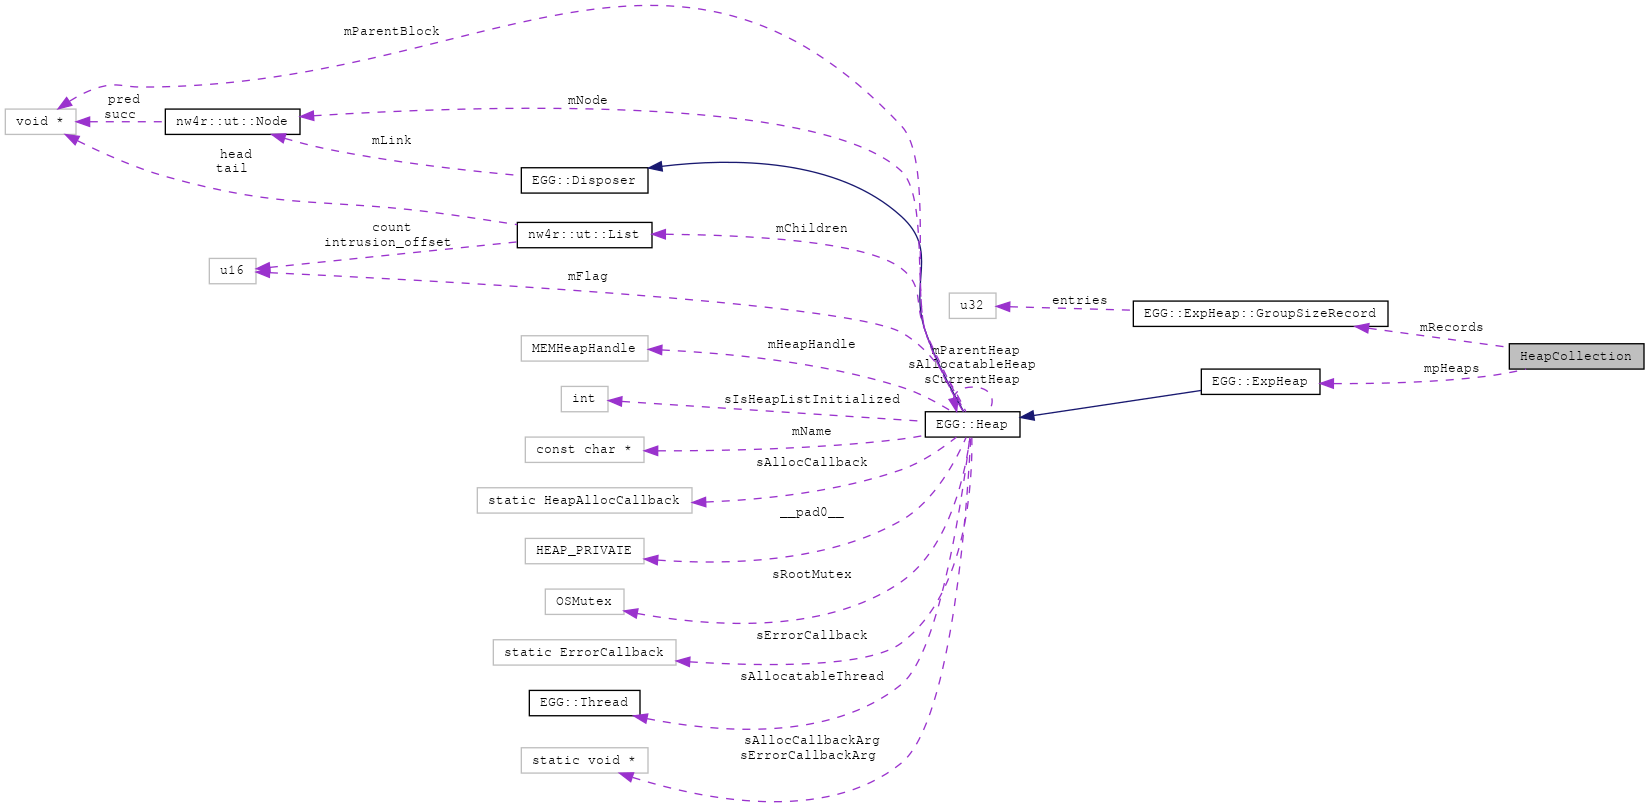 mParentBlock
pred
succ
mNode
void *
nw4r::ut::Node
mLink
head
tail
EGG::Disposer
count
intrusion_offset
nw4r::ut::List
mChildren
u16
mFlag
u32
entries
EGG::ExpHeap::GroupSizeRecord
mRecords
HeapCollection
MEMHeapHandle
mHeapHandle
mParentHeap
sAllocatableHeap
sCurrentHeap
mpHeaps
EGG::ExpHeap
int
sIsHeapListInitialized
EGG::Heap
const char *
mName
sAllocCallback
static HeapAllocCallback
__pad0__
HEAP_PRIVATE
sRootMutex
OSMutex
sErrorCallback
static ErrorCallback
sAllocatableThread
EGG::Thread
sAllocCallbackArg
sErrorCallbackArg
static void *